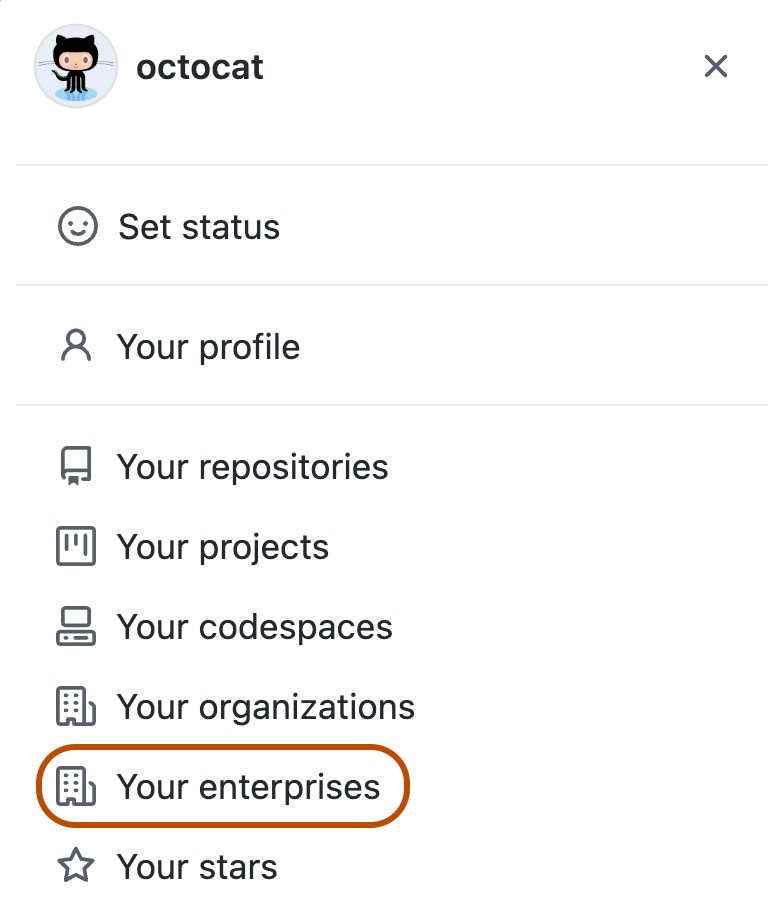 octocat
Set status
Your profile
Your repositories
Your projects
Your codespaces
Your organizations
Your enterprises
Your stars